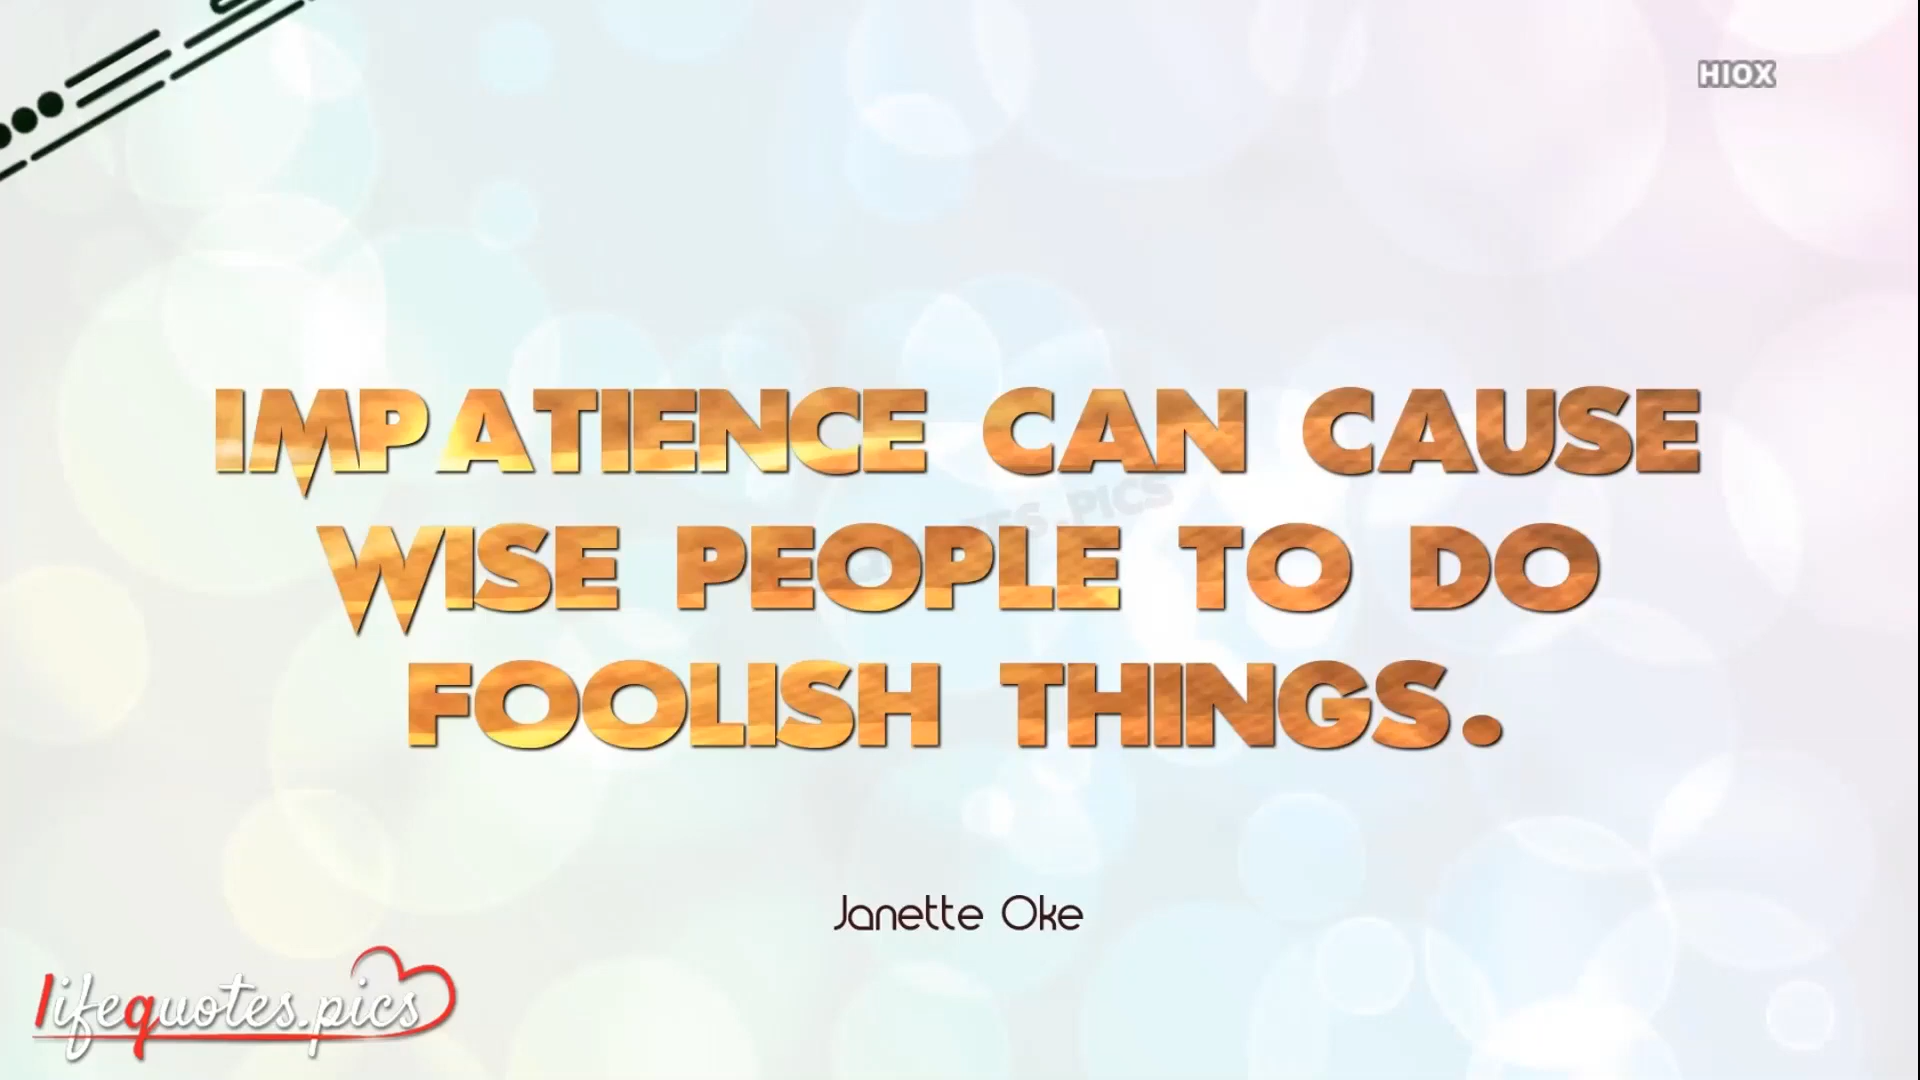 HIOX
IMPATIENCE CAN CAUSE
WISE PEOPLE TO DO
FOOLISH THINGS.
Janette Oke
lifequotes.pics